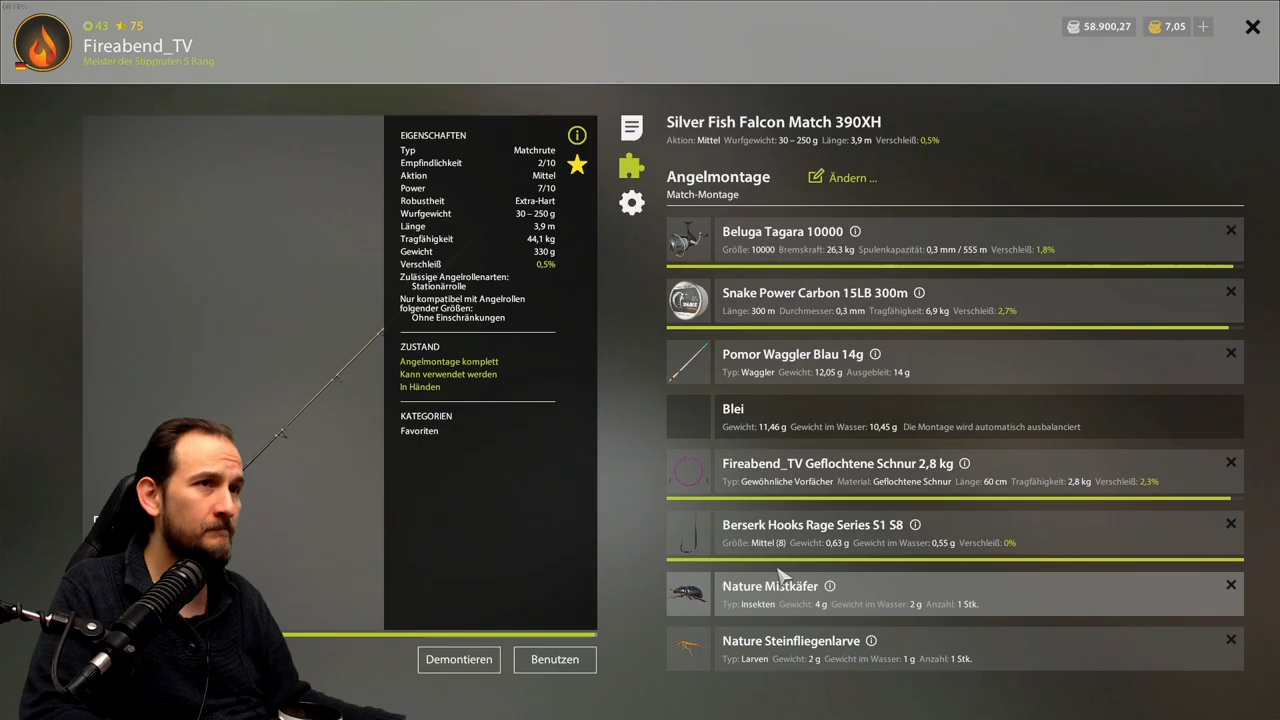 43 75
58.900,27
7,05
Fireabend_TV
Meister der Stippruten 5 Rang
EIGENSCHAFTEN
Typ Matchrute
Empfindlichkeit 2/10
Aktion Mittel
Power 7/10
Robustheit Extra-Hart
Wurfgewicht 30 – 250 g
Länge 3,9 m
Tragfähigkeit 44,1 kg
Gewicht 330 g
Verschleiß 0,5%
Zulässige Angelrollenarten:
Stationärrolle
Nur kompatibel mit Angelrollen
folgender Größen:
Ohne Einschränkungen
ZUSTAND
Angelmontage komplett
Kann verwendet werden
In Händen
KATEGORIEN
Favoriten
Demontieren
Benutzen
Silver Fish Falcon Match 390XH
Aktion: Mittel Wurfgewicht: 30 – 250 g Länge: 3,9 m Verschleiß: 0,5%
Angelmontage
Ändern ...
Match-Montage
Beluga Tagara 10000
Größe: 10000 Bremskraft: 26,3 kg Spulenkapazität: 0,3 mm / 555 m Verschleiß: 1,8%
Snake Power Carbon 15LB 300m
Länge: 300 m Durchmesser: 0,3 mm Tragfähigkeit: 6,9 kg Verschleiß: 2,7%
Pomor Waggler Blau 14g
Typ: Waggler Gewicht: 12,05 g Ausgebleit: 14 g
Blei
Gewicht: 11,46 g Gewicht im Wasser: 10,45 g Die Montage wird automatisch ausbalanciert
Fireabend_TV Geflochtene Schnur 2,8 kg
Typ: Gewöhnliche Vorfächer Material: Geflochtene Schnur Länge: 60 cm Tragfähigkeit: 2,8 kg Verschleiß: 2,3%
Berserk Hooks Rage Series S1 S8
Größe: Mittel (8) Gewicht: 0,63 g Gewicht im Wasser: 0,55 g Verschleiß: 0%
Nature Mistkäfer
Typ: Insekten Gewicht: 4 g Gewicht im Wasser: 2 g Anzahl: 1 Stk.
Nature Steinfliegenlarve
Typ: Larven Gewicht: 2 g Gewicht im Wasser: 1 g Anzahl: 1 Stk.